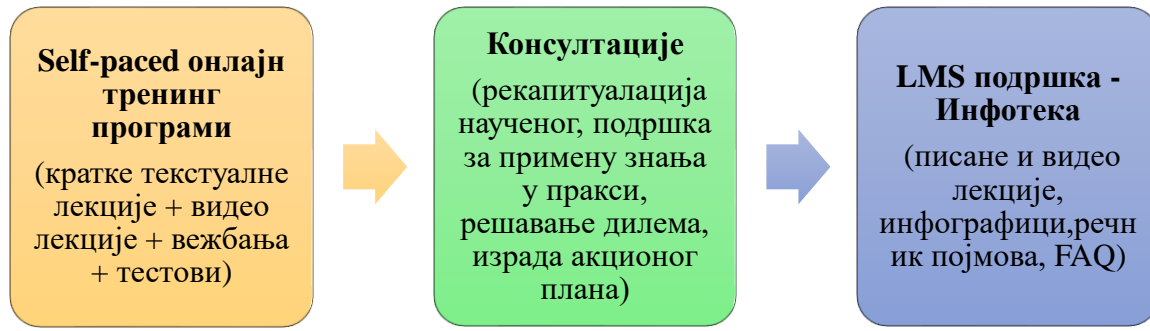 Self-paced онлајн
тренинг
програми
(кратке текстуалне
лекције + видео
лекције + вежбања
+ тестови)
Консултације
(рекапитуалација
наученог, подршка
за примену знања
у пракси,
решавање дилема,
израда акционог
плана)
LMS подршка -
Инфотека
(писане и видео
лекције,
инфографици,речн
ик појмова, FAQ)